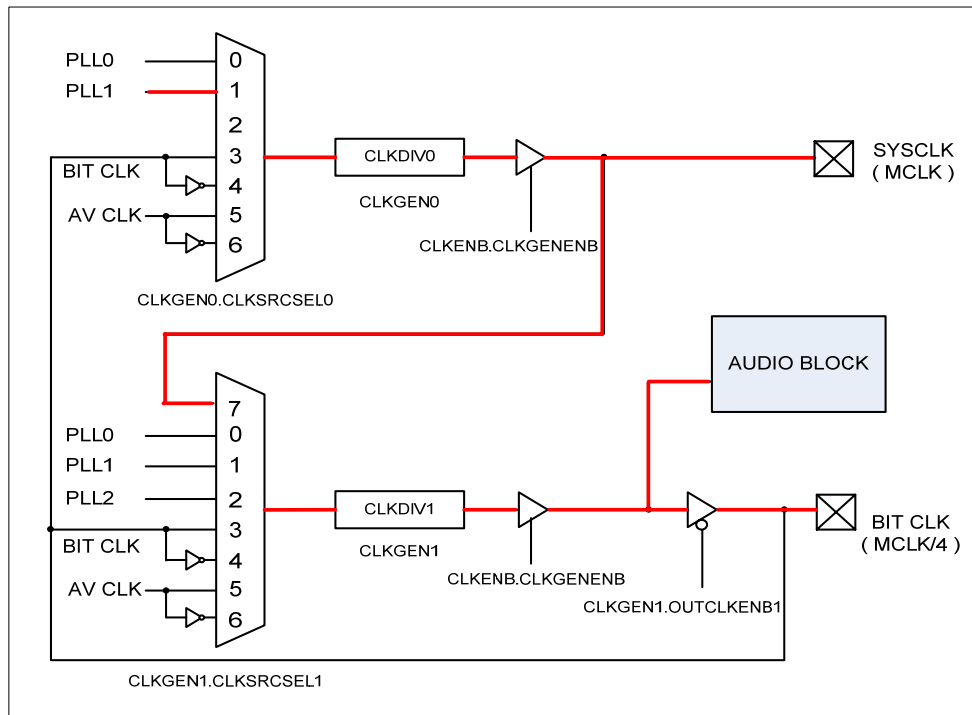 PLL0
PLL1
BIT CLK
AV CLK
0
1
2
3
4
5
6
CLKGEN0.CLKSRCSEL0
CLKDIV0
CLKGEN0
CLKENB.CLKGENENB
SYSCLK
( MCLK )
PLL0
PLL1
PLL2
BIT CLK
AV CLK
7
0
1
2
3
4
5
6
CLKGEN1.CLKSRCSEL1
CLKDIV1
CLKGEN1
CLKENB.CLKGENENB
AUDIO BLOCK
CLKGEN1.OUTCLKENB1
BIT CLK
( MCLK/4 )